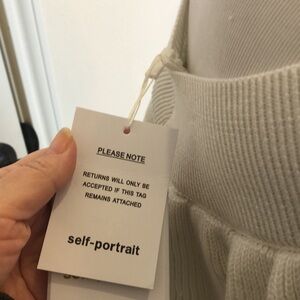 PLEASE NOTE
RETURNS WILL ONLY BE
ACCEPTED IF THIS TAG
REMAINS ATTACHED
self-portrait